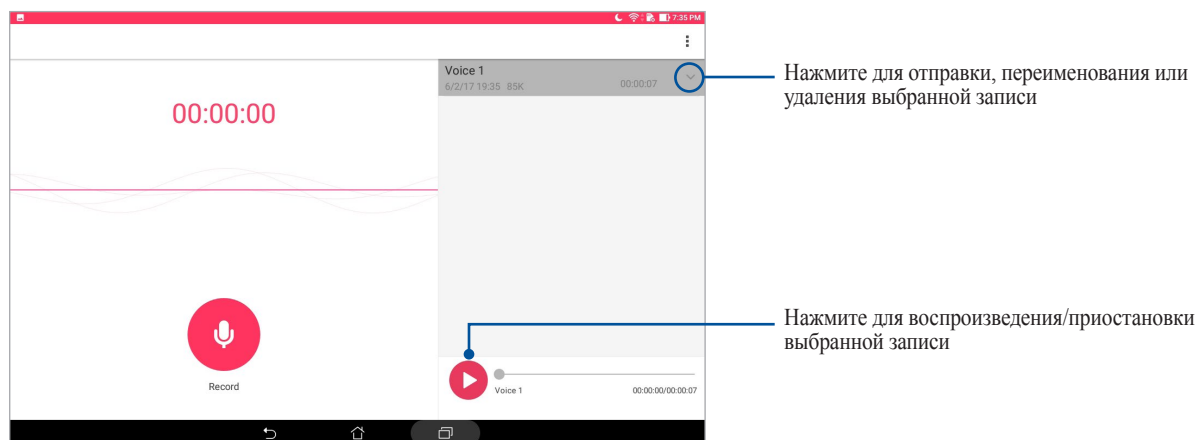 7:35 PM
00:00:00
Record
Voice 1
6/2/17 19:35 85K
00:00:07
Voice 1
00:00:00/00:00:07
Нажмите для отправки, переименования или
удаления выбранной записи
Нажмите для воспроизведения/приостановки
выбранной записи